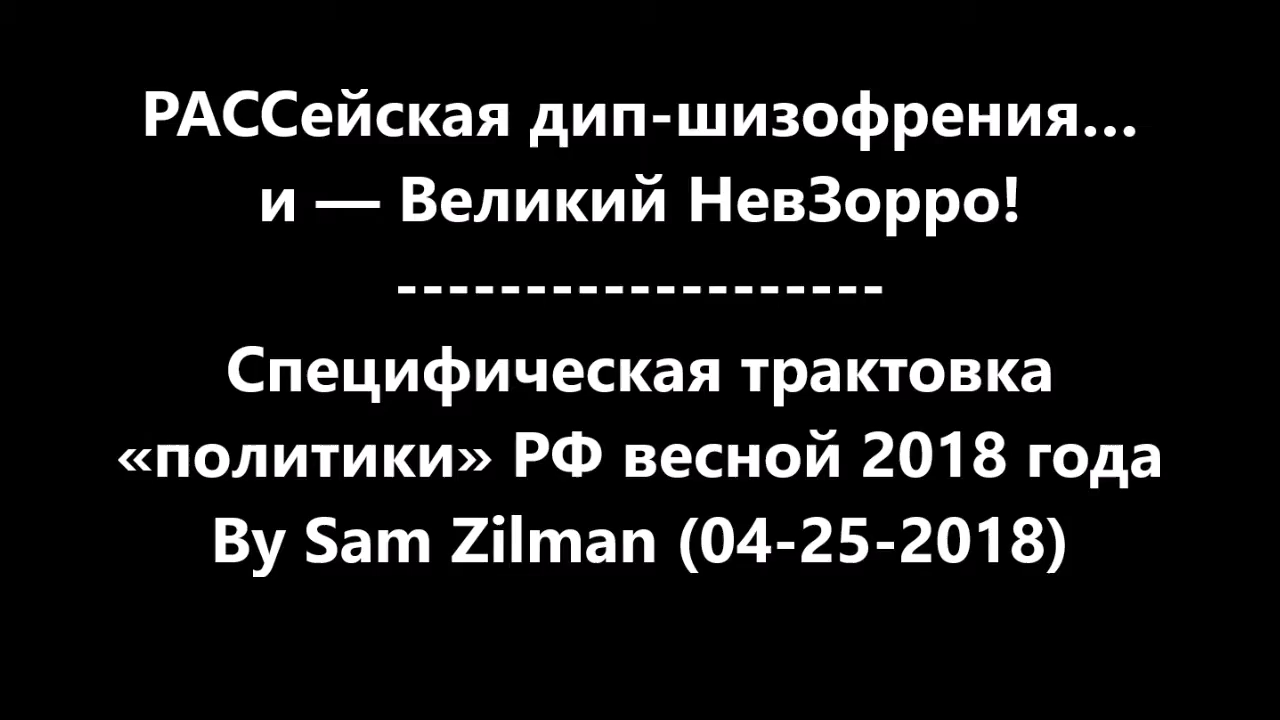 РАССейская дип-шизофрения...
и — Великий НевЗорро!
-------------------
Специфическая трактовка
«политики» РФ весной 2018 года
By Sam Zilman (04-25-2018)